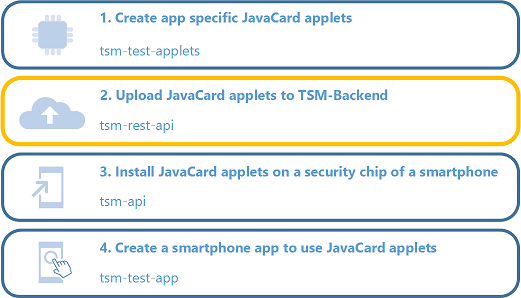 1. Create app specific JavaCard applets
tsm-test-applets
2. Upload JavaCard applets to TSM-Backend
tsm-rest-api
3. Install JavaCard applets on a security chip of a smartphone
tsm-api
4. Create a smartphone app to use JavaCard applets
tsm-test-app